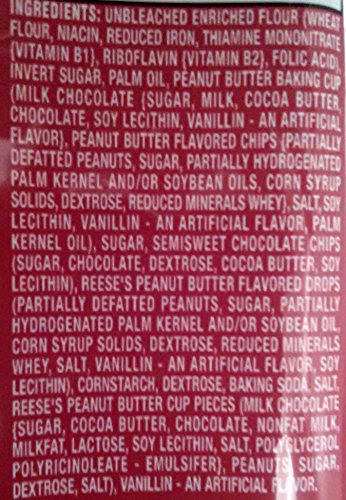 INGREDIENTS: UNBLEACHED ENRICHED FLOUR (WHEAT
FLOUR, NIACIN, REDUCED IRON, THIAMINE MONONITRATE
{VITAMIN B1}, RIBOFLAVIN {VITAMIN B2}, FOLIC ACID)
INVERT SUGAR, PALM OIL, PEANUT BUTTER BAKING CUP
(MILK CHOCOLATE {SUGAR, MILK, COCOA BUTTER,
CHOCOLATE, SOY LECITHIN, VANILLIN - AN ARTIFICIAL
FLAVOR}, PEANUT BUTTER FLAVORED CHIPS {PARTIALLY
DEFATTED PEANUTS, SUGAR, PARTIALLY HYDROGENATED
PALM KERNEL AND/OR SOYBEAN OILS, CORN SYRUP
SOLIDS, DEXTROSE, REDUCED MINERALS WHEY}, SALT, SOY
LECITHIN, VANILLIN - AN ARTIFICIAL FLAVOR, PALM
KERNEL OIL), SUGAR, SEMISWEET CHOCOLATE CHIPS
(SUGAR, CHOCOLATE, DEXTROSE, COCOA BUTTER, SOY
LECITHIN), REESE'S PEANUT BUTTER FLAVORED DROPS
(PARTIALLY DEFATTED PEANUTS, SUGAR, PARTIALLY
HYDROGENATED PALM KERNEL AND/OR SOYBEAN OIL,
CORN SYRUP SOLIDS, DEXTROSE, REDUCED MINERALS
WHEY, SALT, VANILLIN - AN ARTIFICIAL FLAVOR, SOY
LECITHIN), CORNSTARCH, DEXTROSE, BAKING SODA, SALT,
REESE'S PEANUT BUTTER CUP PIECES (MILK CHOCOLATE
{SUGAR, COCOA BUTTER, CHOCOLATE, NONFAT MILK,
MILKFAT, LACTOSE, SOY LECITHIN, SALT, POLYGLYCEROL
POLYRICINOLEATE - EMULSIFER}, PEANUTS, SUGAR,
DEXTROSE, SALT), VANILLIN - AN ARTIFICIAL FLAVOR.